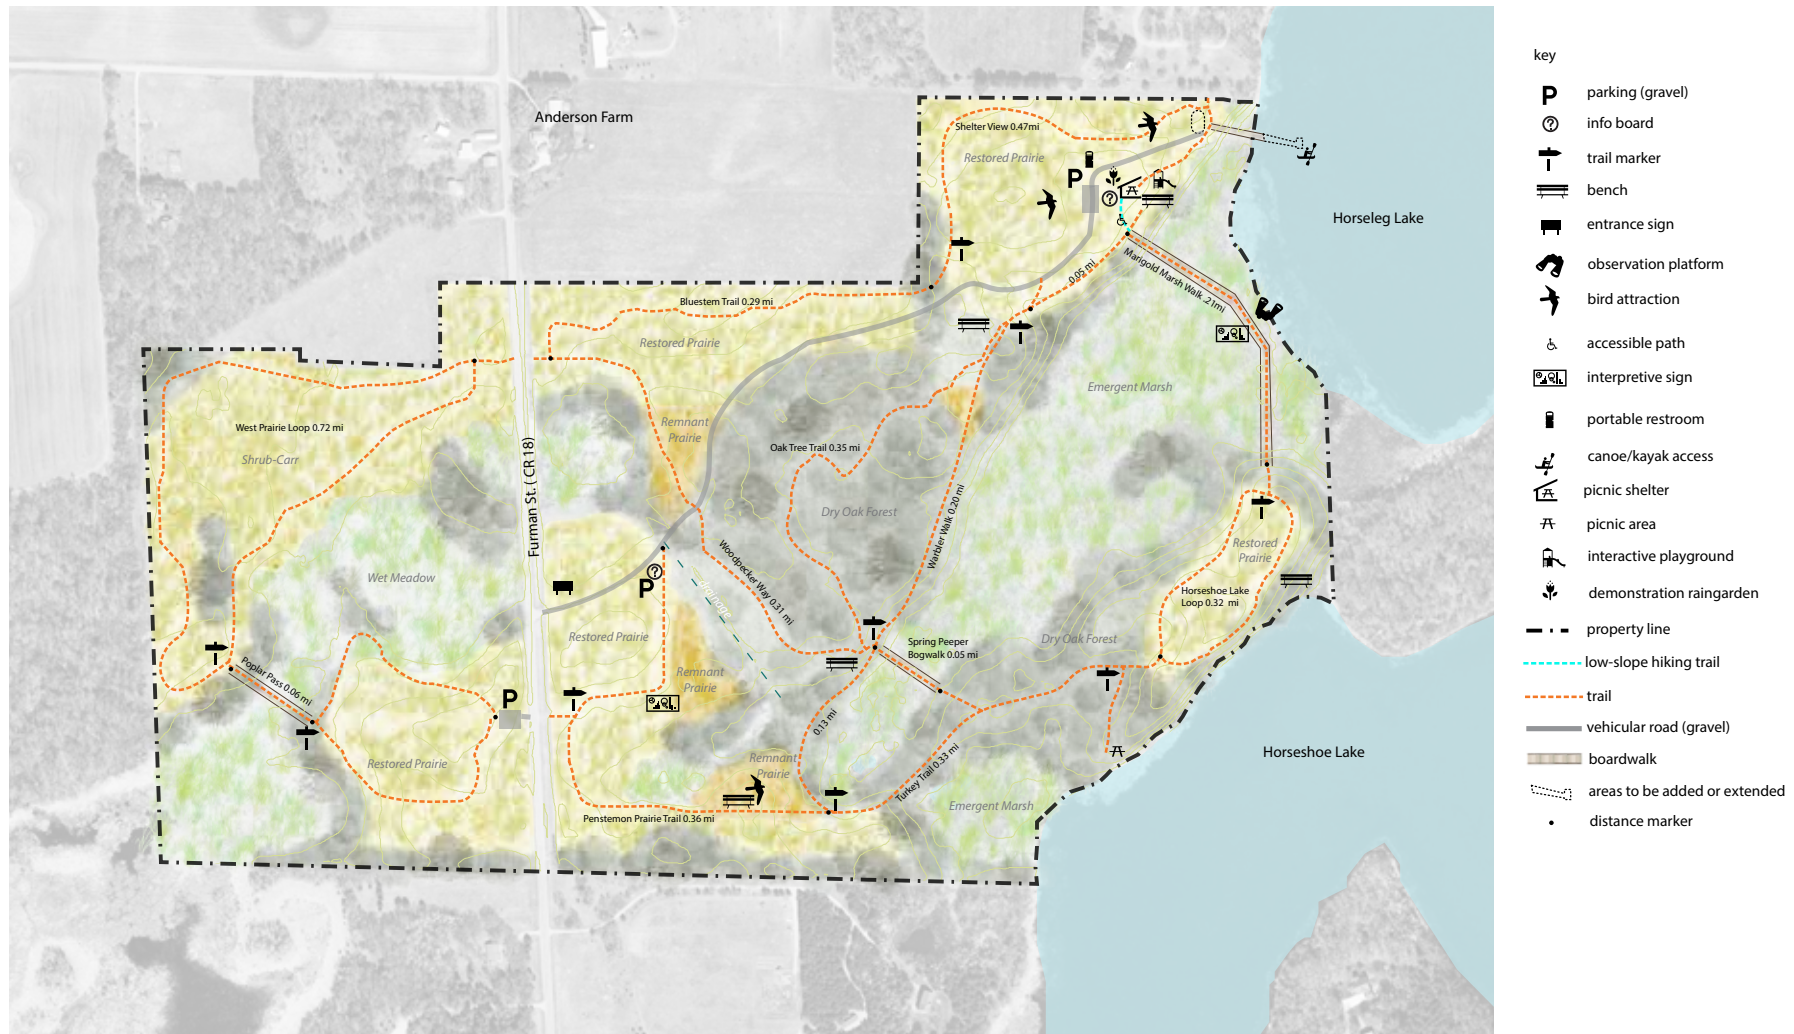 Anderson Farm
Shelter View 0.47mi
Restored Prairie
P
Horseleg Lake
0.05 mi
Marigold Marsh Walk .21mi
Bluestem Trail 0.29 mi
Restored Prairie
Emergent Marsh
West Prairie Loop 0.72 mi
Shrub-Carr
Remnant
Prairie
Oak Tree Trail 0.35 mi
Furman St. ( CR 18)
Dry Oak Forest
Warbler Walk 0.20 mi
Restored
Prairie
Wet Meadow
Woodpecker Way 0.31 mi
drainage
P
Horseshoe Lake
Loop 0.32 mi
Restored Prairie
Spring Peeper
Bogwalk 0.05 mi
Dry Oak Forest
Poplar Pass 0.06 mi
Remnant
Prairie
P
0.13 mi
Restored Prairie
Remnant
Prairie
Turkey Trail 0.33 mi
Horseshoe Lake
Emergent Marsh
Penstemon Prairie Trail 0.36 mi
key
P parking (gravel)
? info board
trail marker
bench
entrance sign
observation platform
bird attraction
accessible path
interpretive sign
portable restroom
canoe/kayak access
picnic shelter
picnic area
interactive playground
demonstration raingarden
property line
low-slope hiking trail
trail
vehicular road (gravel)
boardwalk
areas to be added or extended
distance marker